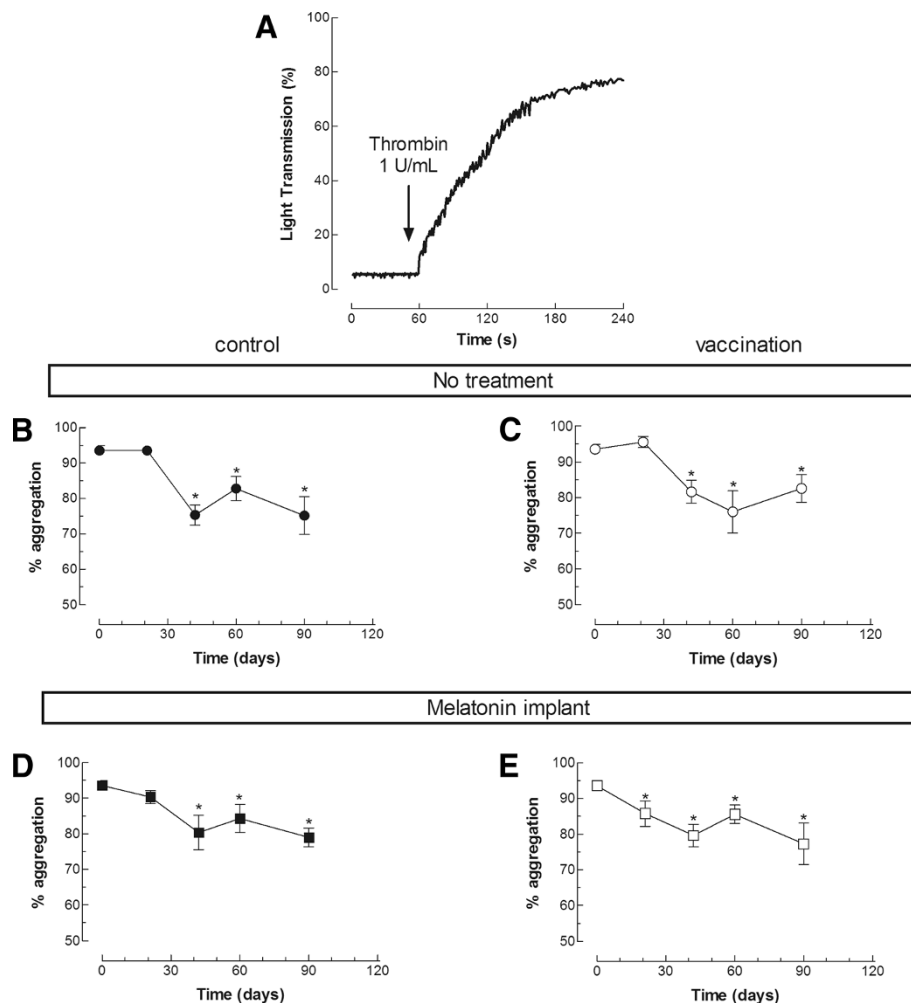 A
Light Transmission (%)
100
80
60
40
20
0
Thrombin
1 U/mL
0 60 120 180 240
Time (s)
control vaccination
No treatment
B
% aggregation
100
90
80
70
60
50
* * *
0 30 60 90 120
Time (days)
C
% aggregation
100
90
80
70
60
50
* * *
0 30 60 90 120
Time (days)
Melatonin implant
D
% aggregation
100
90
80
70
60
50
* * *
0 30 60 90 120
Time (days)
E
% aggregation
100
90
80
70
60
50
* * * *
0 30 60 90 120
Time (days)